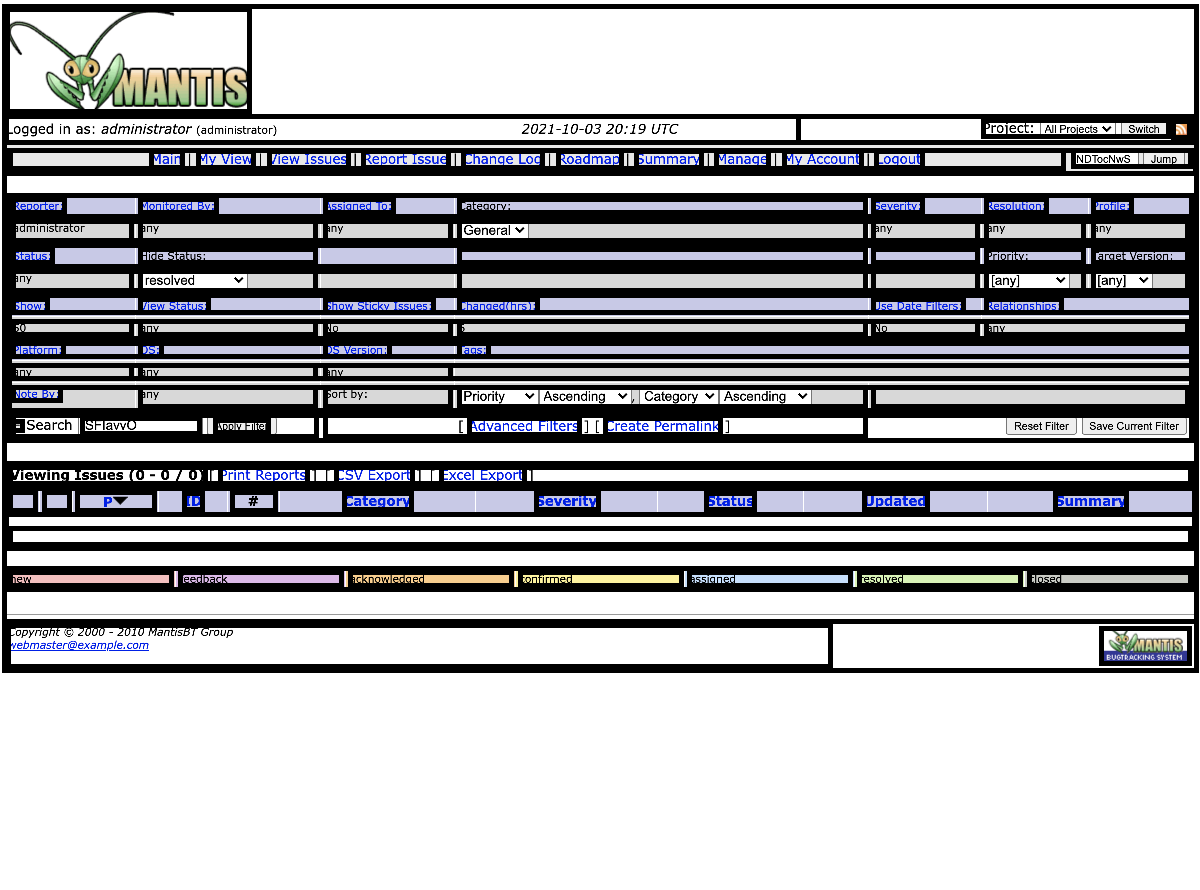 MANTIS
Logged in as: administrator (administrator) 2021-10-03 20:19 UTC Project: All Projects Switch
Main | My View | View Issues | Report Issue | Change Log | Roadmap | Summary | Manage | My Account | Logout NDTocNwS Jump
Reporter: Monitored By: Assigned To: Category: Severity: Resolution: Profile:
administrator any any General any any any
Status: Hide Status: Priority: Target Version:
any resolved [any] [any]
Show: View Status: Show Sticky Issues: Changed(hrs): Use Date Filters: Relationships:
50 any No 6 No any
Platform: OS: OS Version: Tags:
any any any
Note By: any Sort by: Priority Ascending, Category Ascending
Search SFIavvO Apply Filter [ Advanced Filters ] [ Create Permalink ] Reset Filter Save Current Filter
Viewing Issues (0 - 0 / 0) [ Print Reports ] [ CSV Export ] [ Excel Export ]
P ID # Category Severity Status Updated Summary
new feedback acknowledged confirmed assigned resolved closed
Copyright © 2000 - 2010 MantisBT Group
webmaster@example.com
MANTIS
BUGTRACKING SYSTEM